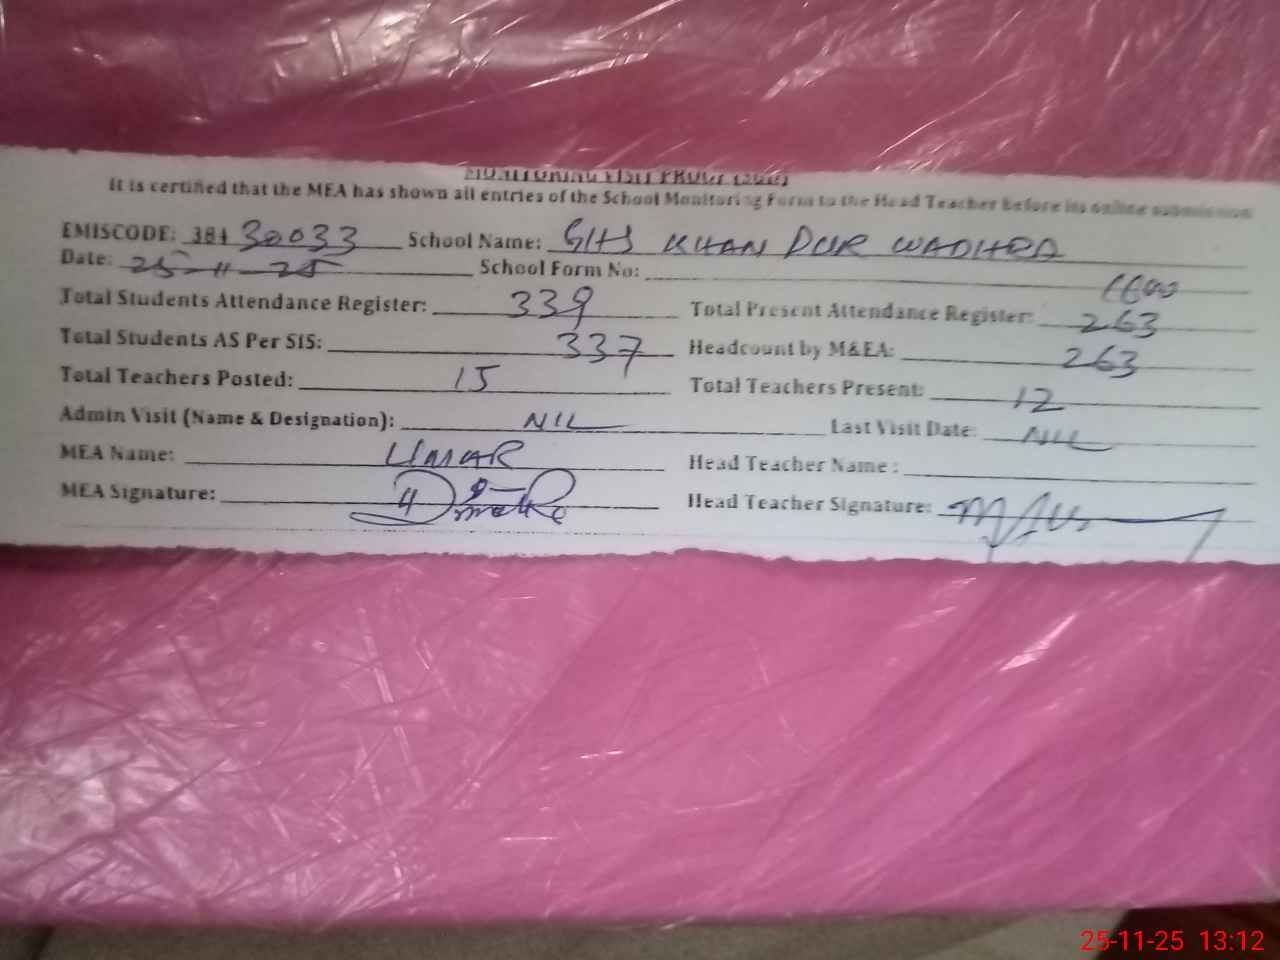 MONITORING VISIT PROOF (2025)
It is certified that the MEA has shown all entries of the School Monitoring Form to the Head Teacher before its online submission
EMISCODE: 38430033 School Name: GHS KHAN PUR WADHRA
Date: 25-11-25 School Form No:
Total Students Attendance Register: 339 Total Present Attendance Register: 263
Total Students AS Per SIS: 337 Headcount by M&EA: 263
Total Teachers Posted: 15 Total Teachers Present: 12
Admin Visit (Name & Designation): NIL Last Visit Date: NIL
MEA Name: UMAR Head Teacher Name :
MEA Signature: Head Teacher Signature:
25-11-25 13:12